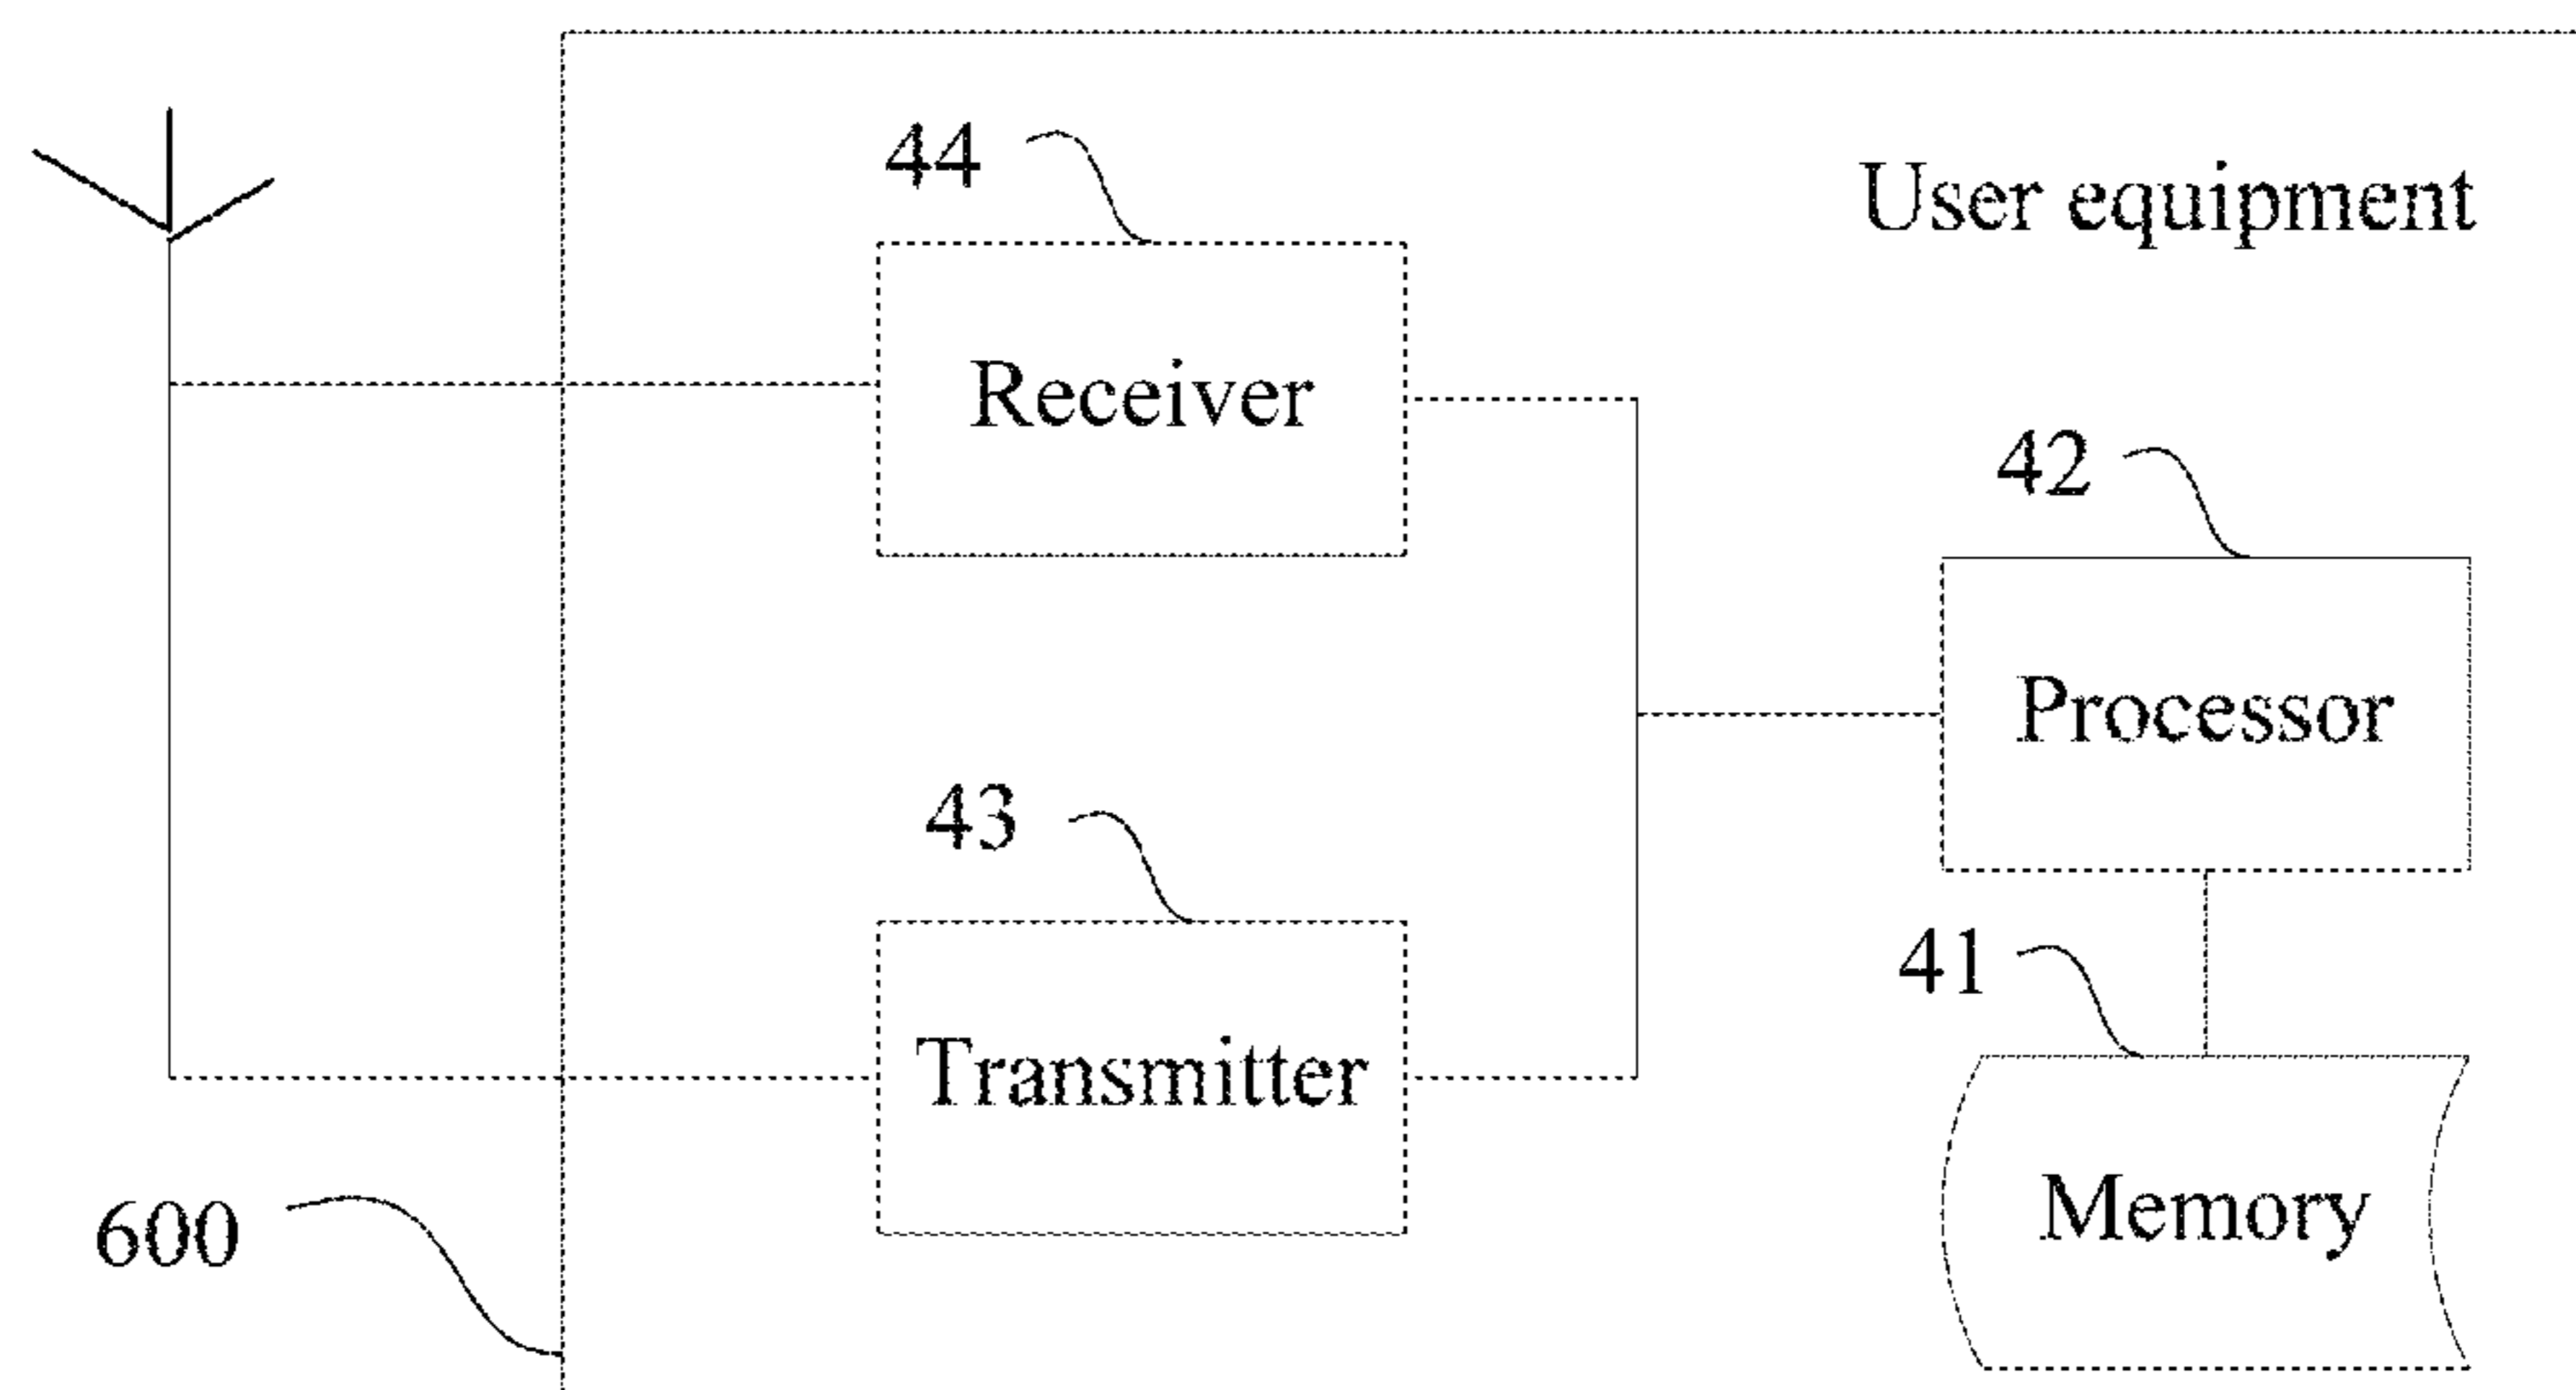 44
User equipment
Receiver
42
Processor
43
41
Transmitter
Memory
600